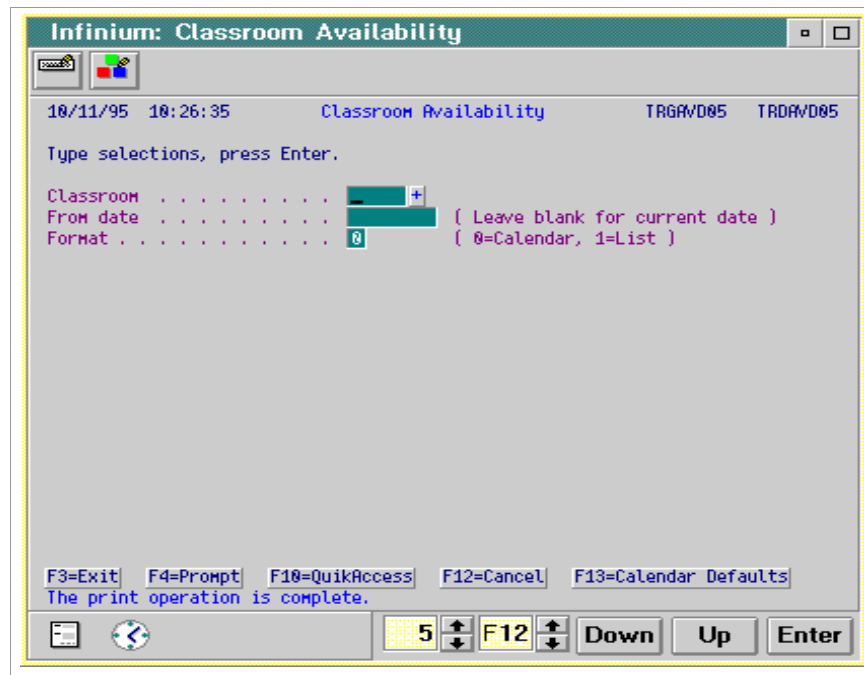 Infinium: Classroom Availability
10/11/95 10:26:35 Classroom Availability TRGAVD05 TRDAVD05
Type selections, press Enter.
Classroom . . . . . . . . . _ +
From date . . . . . . . . . ( Leave blank for current date )
Format . . . . . . . . . . . 0 ( 0=Calendar, 1=List )
F3=Exit F4=Prompt F10=QuikAccess F12=Cancel F13=Calendar Defaults
The print operation is complete.
5 F12 Down Up Enter